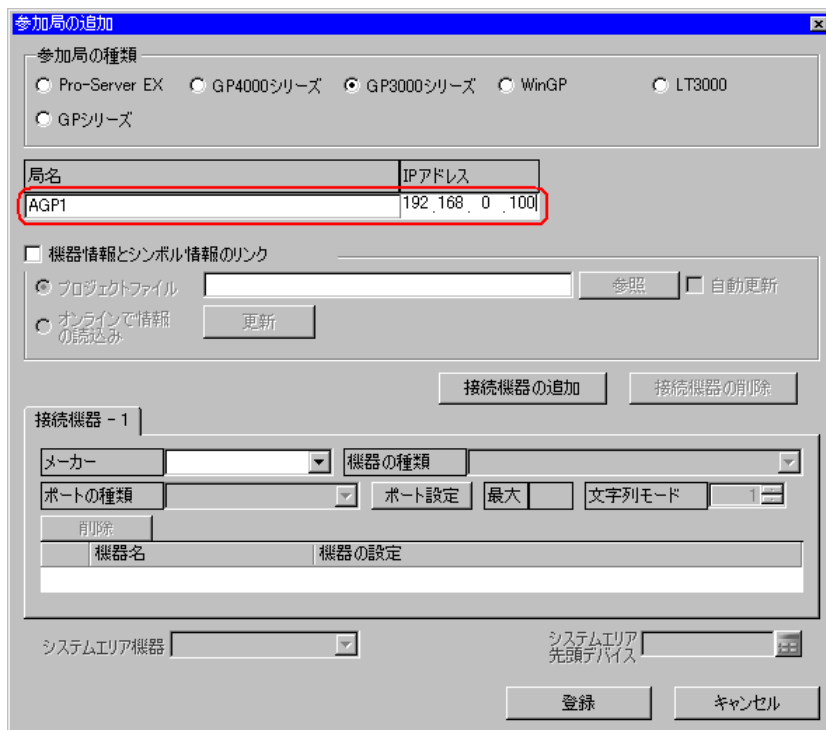 参加局の追加
参加局の種類
Pro-Server EX GP4000シリーズ GP3000シリーズ WinGP LT3000
GPシリーズ
局名 IPアドレス
AGP1 192 .168 . 0 .100
機器情報とシンボル情報のリンク
プロジェクトファイル 参照 自動更新
オンラインで情報
の読込み 更新
接続機器の追加 接続機器の削除
接続機器 - 1
メーカー 機器の種類
ポートの種類 ポート設定 最大 文字列モード 1
削除
機器名 機器の設定
システムエリア機器 システムエリア
先頭デバイス
登録 キャンセル